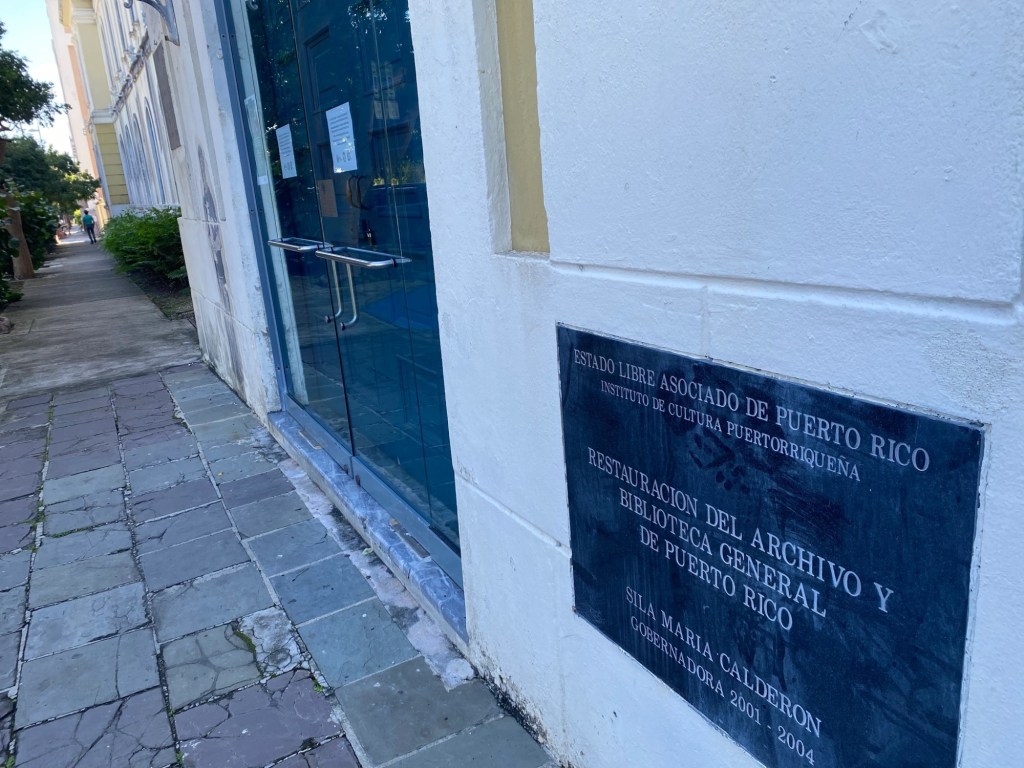 ESTADO LIBRE ASOCIADO DE PUERTO RICO
INSTITUTO DE CULTURA PUERTORRIQUEÑA
RESTAURACION DEL ARCHIVO Y
BIBLIOTECA GENERAL
DE PUERTO RICO
SILA MARIA CALDERON
GOBERNADORA 2001 - 2004